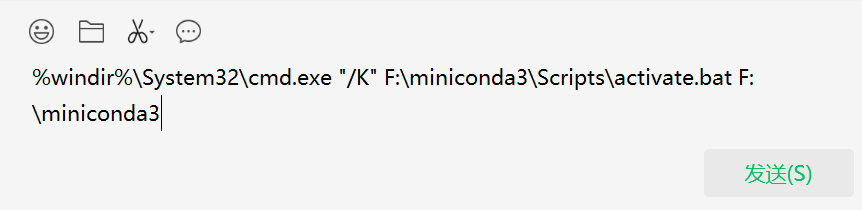 %windir%\System32\cmd.exe "/K" F:\miniconda3\Scripts\activate.bat F:
\miniconda3
发送(S)